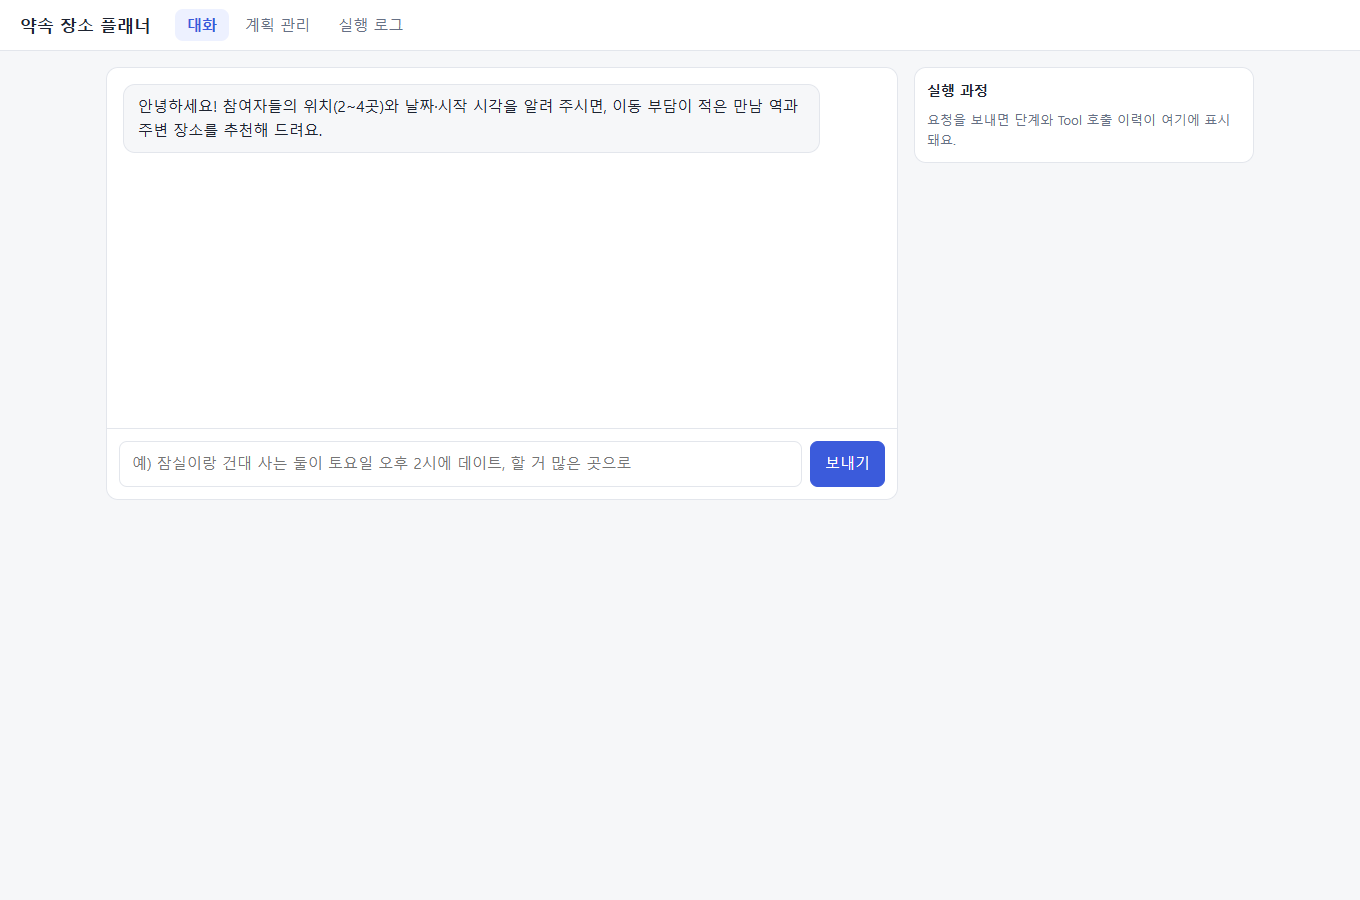 약속 장소 플래너 대화 계획 관리 실행 로그
안녕하세요! 참여자들의 위치(2~4곳)와 날짜·시작 시각을 알려 주시면, 이동 부담이 적은 만남 역과
주변 장소를 추천해 드려요.
예) 잠실이랑 건대 사는 둘이 토요일 오후 2시에 데이트, 할 거 많은 곳으로
보내기
실행 과정
요청을 보내면 단계와 Tool 호출 이력이 여기에 표시
돼요.